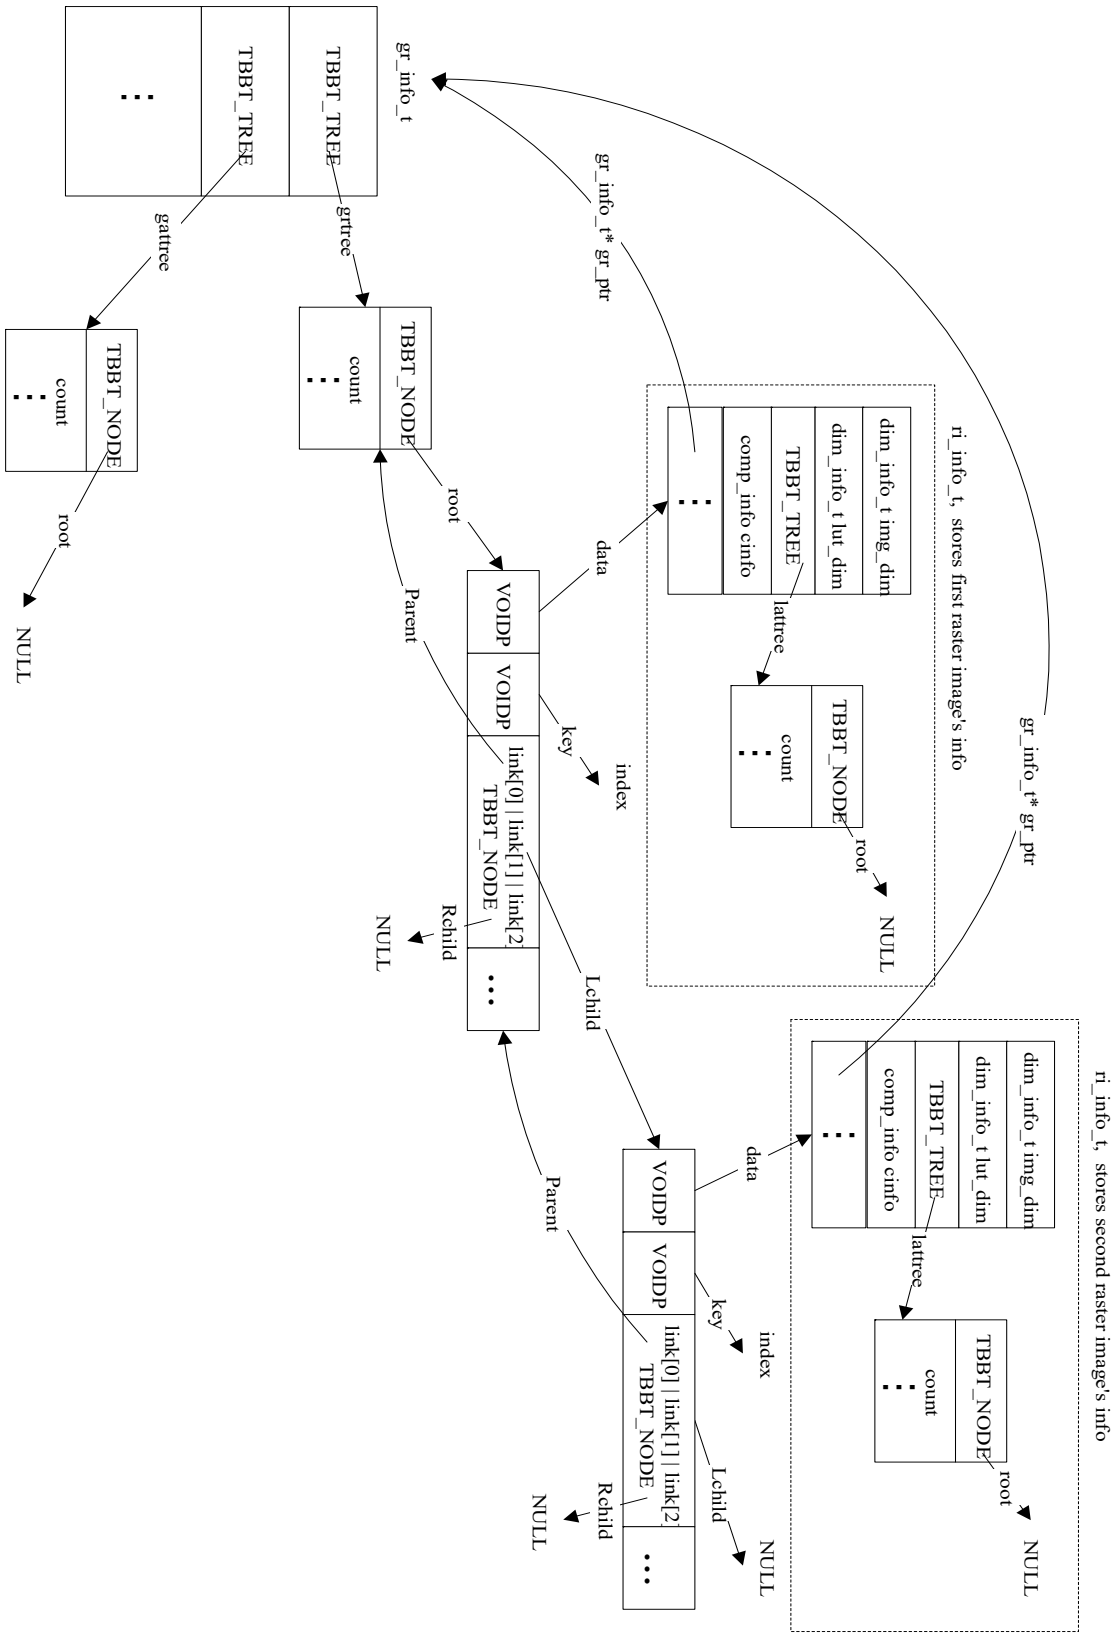 gr_info_t
TBBT_TREE
TBBT_TREE
...
grtree
gattree
TBBT_NODE
count
...
TBBT_NODE
count
...
root
NULL
root
gr_info_t* gr_ptr
gr_info_t* gr_ptr
ri_info_t, stores first raster image's info
dim_info_t img_dim
dim_info_t lut_dim
TBBT_TREE
comp_info cinfo
...
lattree
TBBT_NODE
count
...
root
NULL
data
VOIDP
VOIDP
link[0] | link[1] | link[2]
TBBT_NODE
...
key
index
Parent
Lchild
Rchild
NULL
ri_info_t, stores second raster image's info
dim_info_t img_dim
dim_info_t lut_dim
TBBT_TREE
comp_info cinfo
...
lattree
TBBT_NODE
count
...
root
NULL
data
VOIDP
VOIDP
link[0] | link[1] | link[2]
TBBT_NODE
...
key
index
Parent
Lchild
NULL
Rchild
NULL